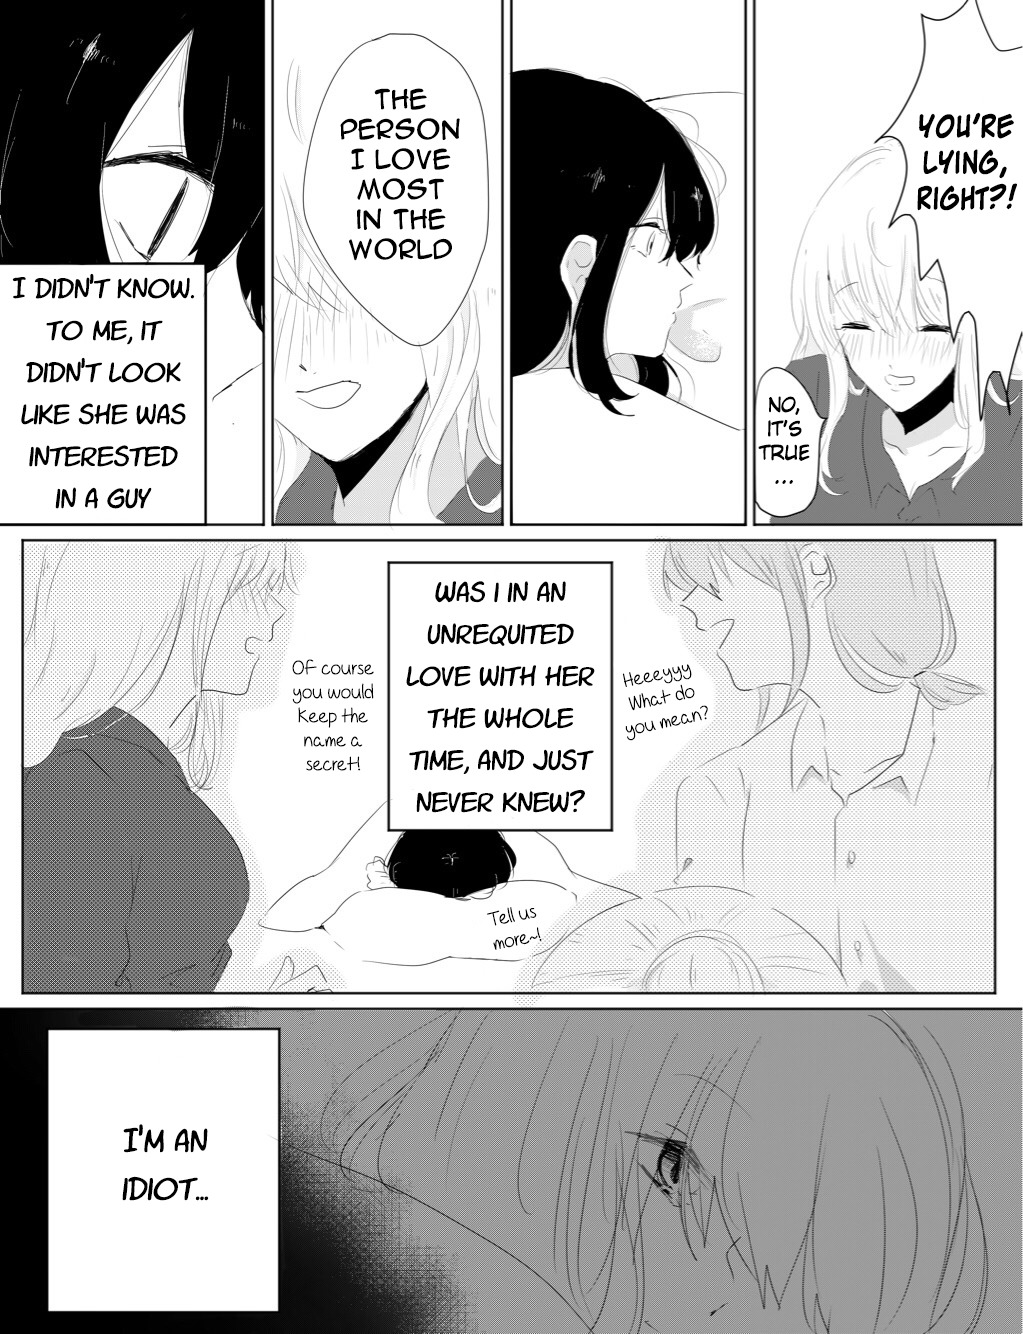 YOU'RE
LYING,
RIGHT?!
NO,
IT'S
TRUE
...
THE
PERSON
I LOVE
MOST
IN THE
WORLD
I DIDN'T KNOW.
TO ME, IT
DIDN'T LOOK
LIKE SHE WAS
INTERESTED
IN A GUY
Heeeyyy
What do
you mean?
WAS I IN AN
UNREQUITED
LOVE WITH HER
THE WHOLE
TIME, AND JUST
NEVER KNEW?
Of course
you would
keep the
name a
secret!
Tell us
more~!
I'M AN
IDIOT...